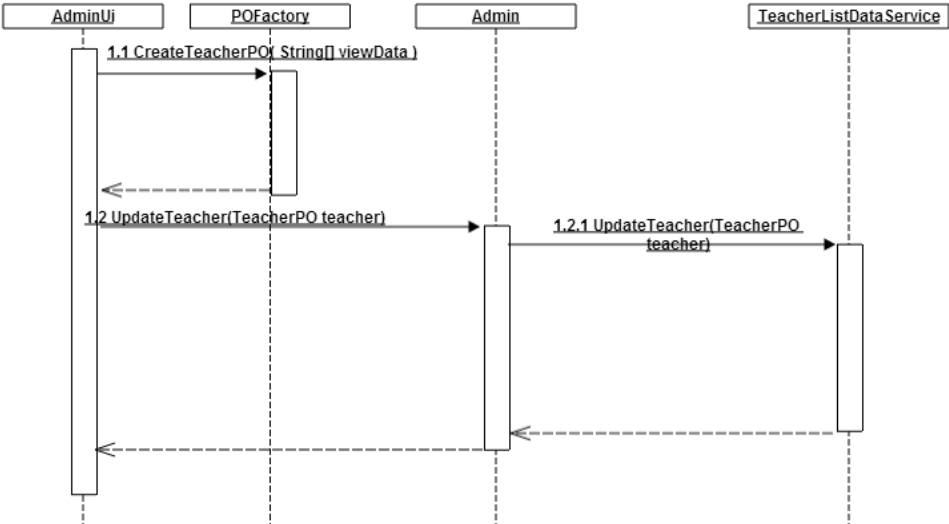 AdminUi
POFactory
Admin
TeacherListDataService
1.1 CreateTeacherPO( String[] viewData )
1.2 UpdateTeacher(TeacherPO teacher)
1.2.1 UpdateTeacher(TeacherPO
teacher)